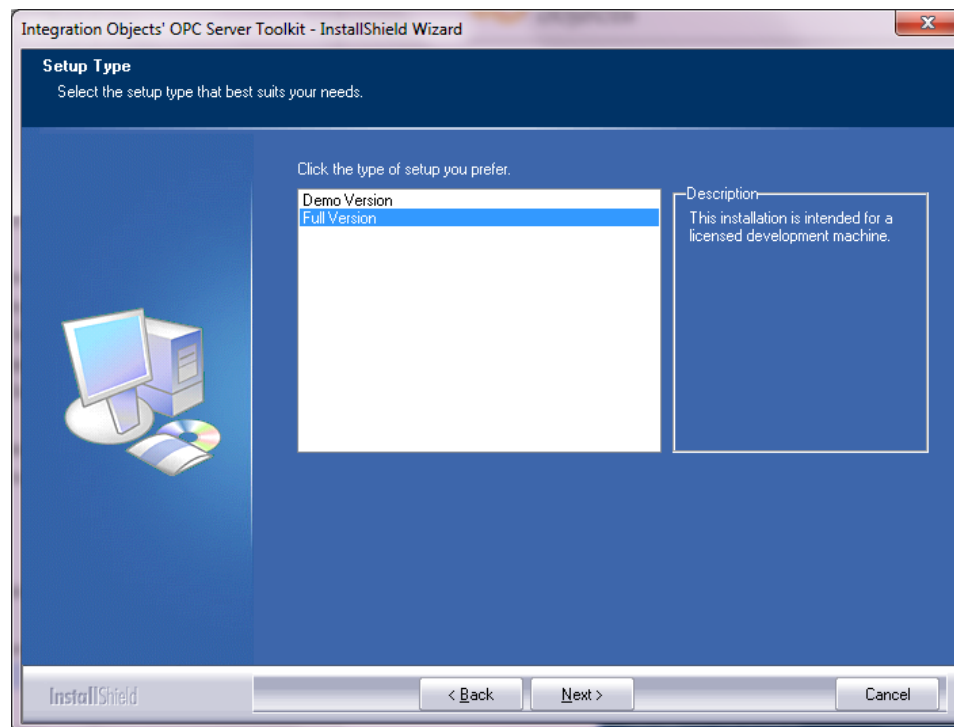 Integration Objects' OPC Server Toolkit - InstallShield Wizard
Setup Type
Select the setup type that best suits your needs.
Click the type of setup you prefer.
Demo Version
Full Version
Description
This installation is intended for a
licensed development machine.
InstallShield
< Back
Next >
Cancel